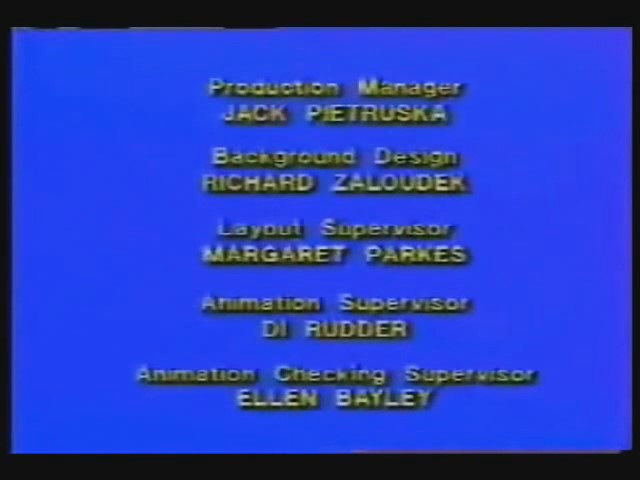 Production Manager
JACK PIETRUSKA
Background Design
RICHARD ZALOUDEK
Layout Supervisor
MARGARET PARKES
Animation Supervisor
DI RUDDER
Animation Checking Supervisor
ELLEN BAYLEY